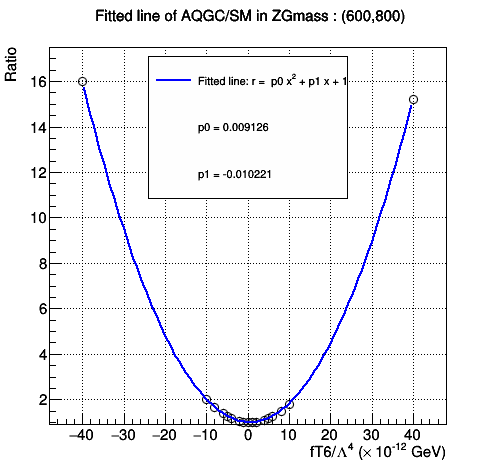 Fitted line of AQGC/SM in ZGmass : (600,800)
Ratio
Fitted line: r = p0 x² + p1 x + 1
p0 = 0.009126
p1 = -0.010221
16
14
12
10
8
6
4
2
−40 −30 −20 −10 0 10 20 30 40
fT6/Λ⁴ (× 10⁻¹² GeV)